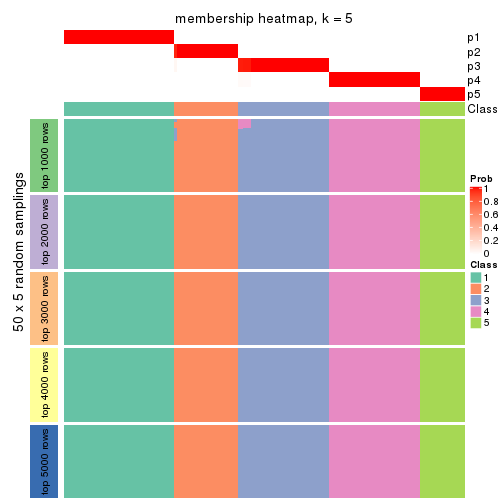 membership heatmap, k = 5
p1
p2
p3
p4
p5
Class
50 x 5 random samplings
top 1000 rows
top 2000 rows
top 3000 rows
top 4000 rows
top 5000 rows
Prob
1
0.8
0.6
0.4
0.2
0
Class
1
2
3
4
5